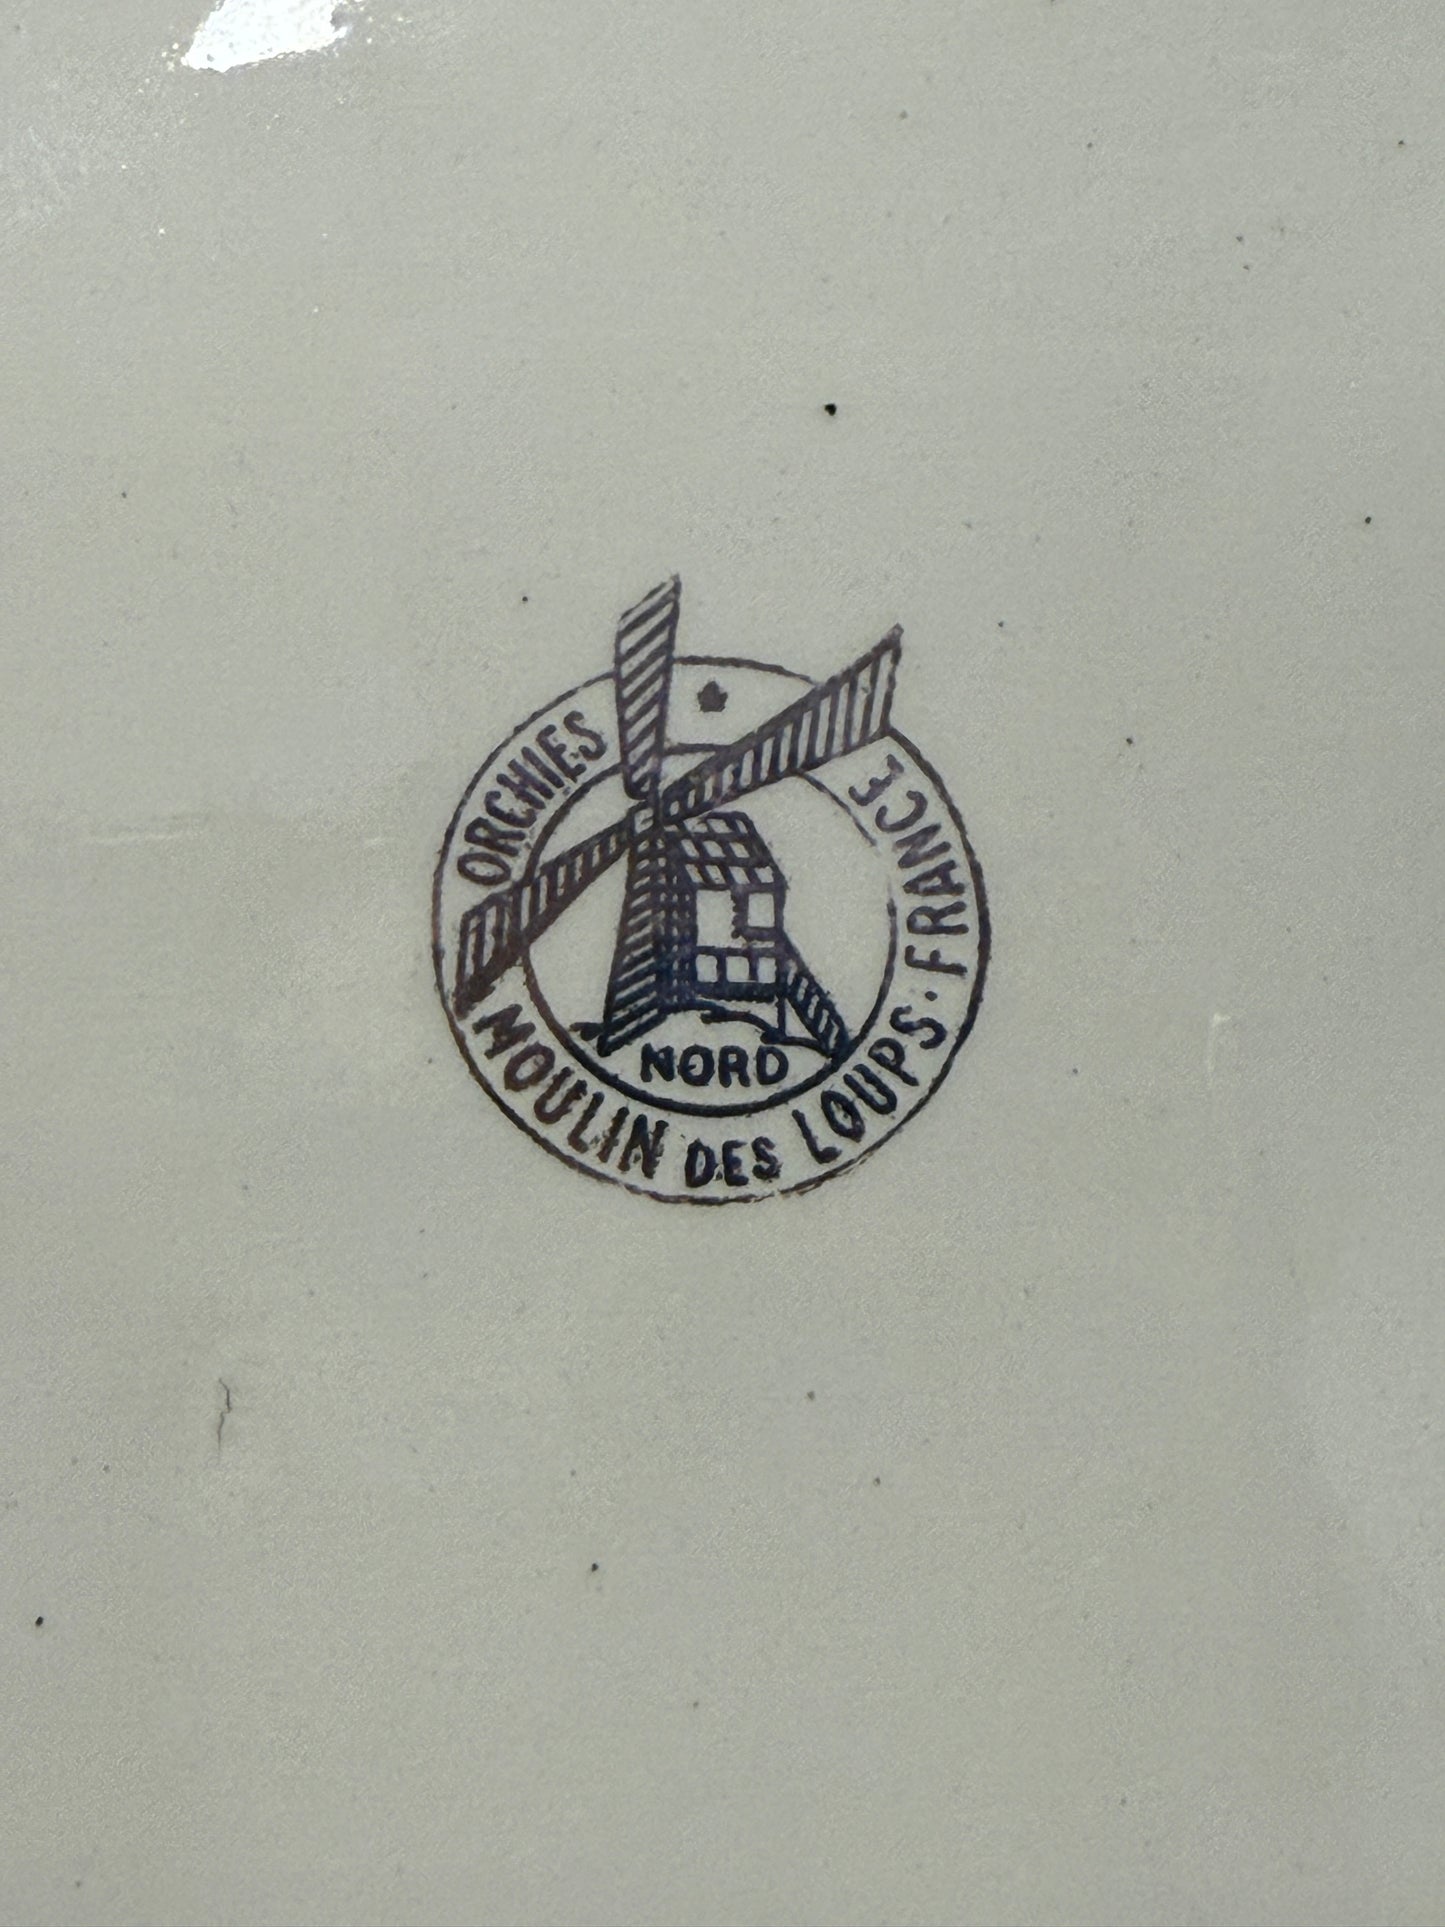 ORCHIES
MOULIN DES LOUPS · FRANCE
NORD